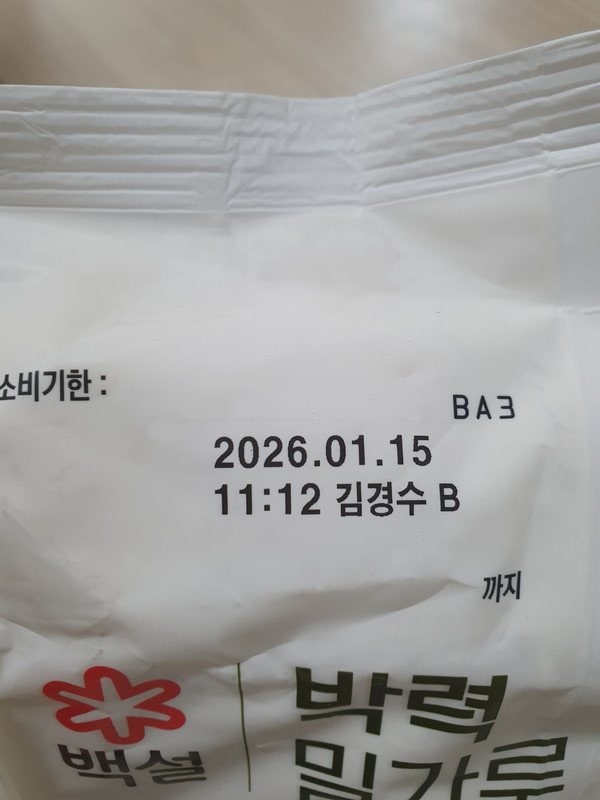 소비기한 :
BA3
2026.01.15
11:12 김경수 B
까지
백설
박력
밀가루